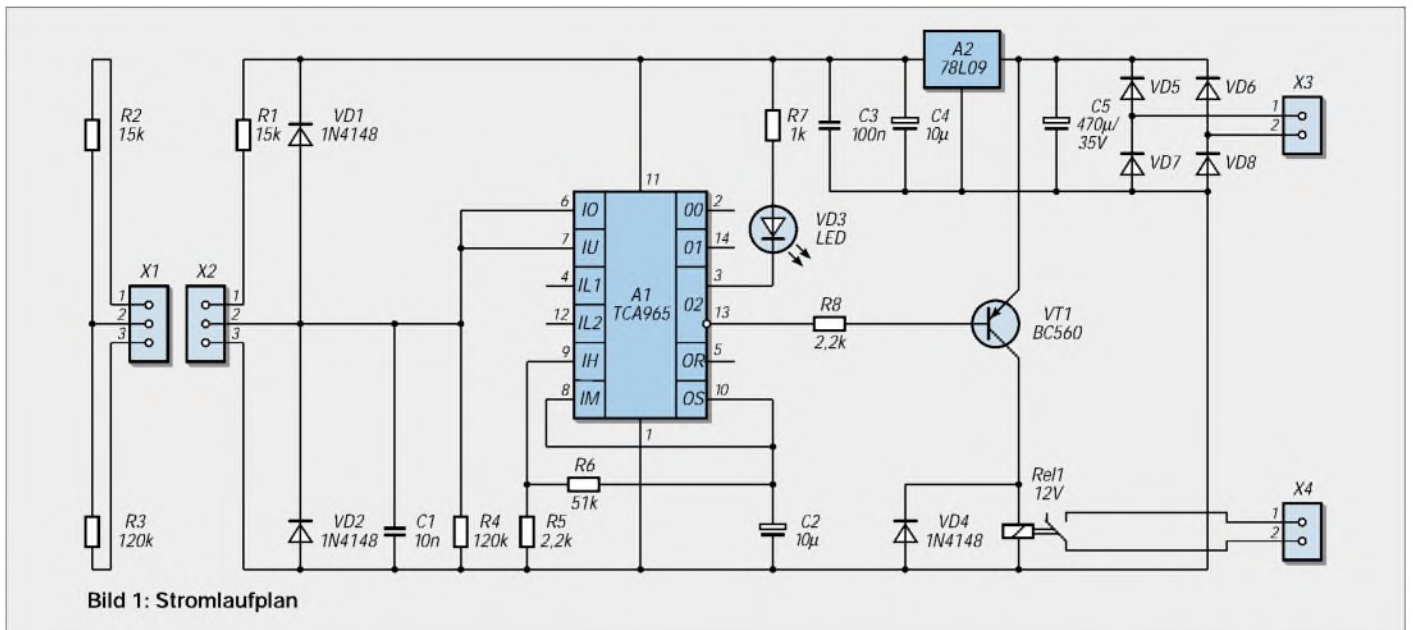 R2
15k
R1
15k
VD1
1N4148
R7
1k
C3
100n
C4
10µ
A2
78L09
C5
470µ/
35V
VD5
VD6
VD7
VD8
X3
1
2
11
6
IO
7
IU
4
IL1
12
IL2
9
IH
8
IM
A1
TCA965
00
2
01
14
3
02
13
OR
5
OS
10
1
VD3
LED
X1
1
2
3
X2
1
2
3
R8
2,2k
VT1
BC560
R6
51k
R3
120k
VD2
1N4148
C1
10n
R4
120k
R5
2,2k
C2
10µ
VD4
1N4148
Rel1
12V
X4
1
2
Bild 1: Stromlaufplan